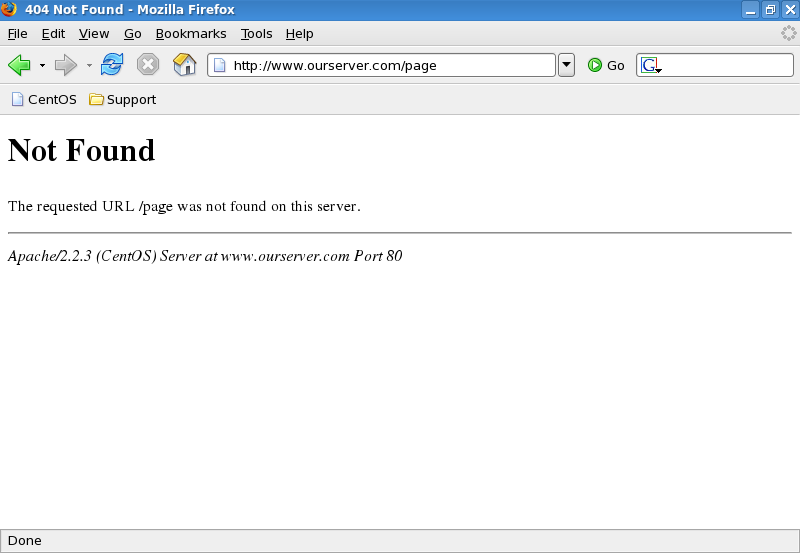 404 Not Found - Mozilla Firefox
File Edit View Go Bookmarks Tools Help
http://www.ourserver.com/page Go G
CentOS Support
Not Found
The requested URL /page was not found on this server.
Apache/2.2.3 (CentOS) Server at www.ourserver.com Port 80
Done